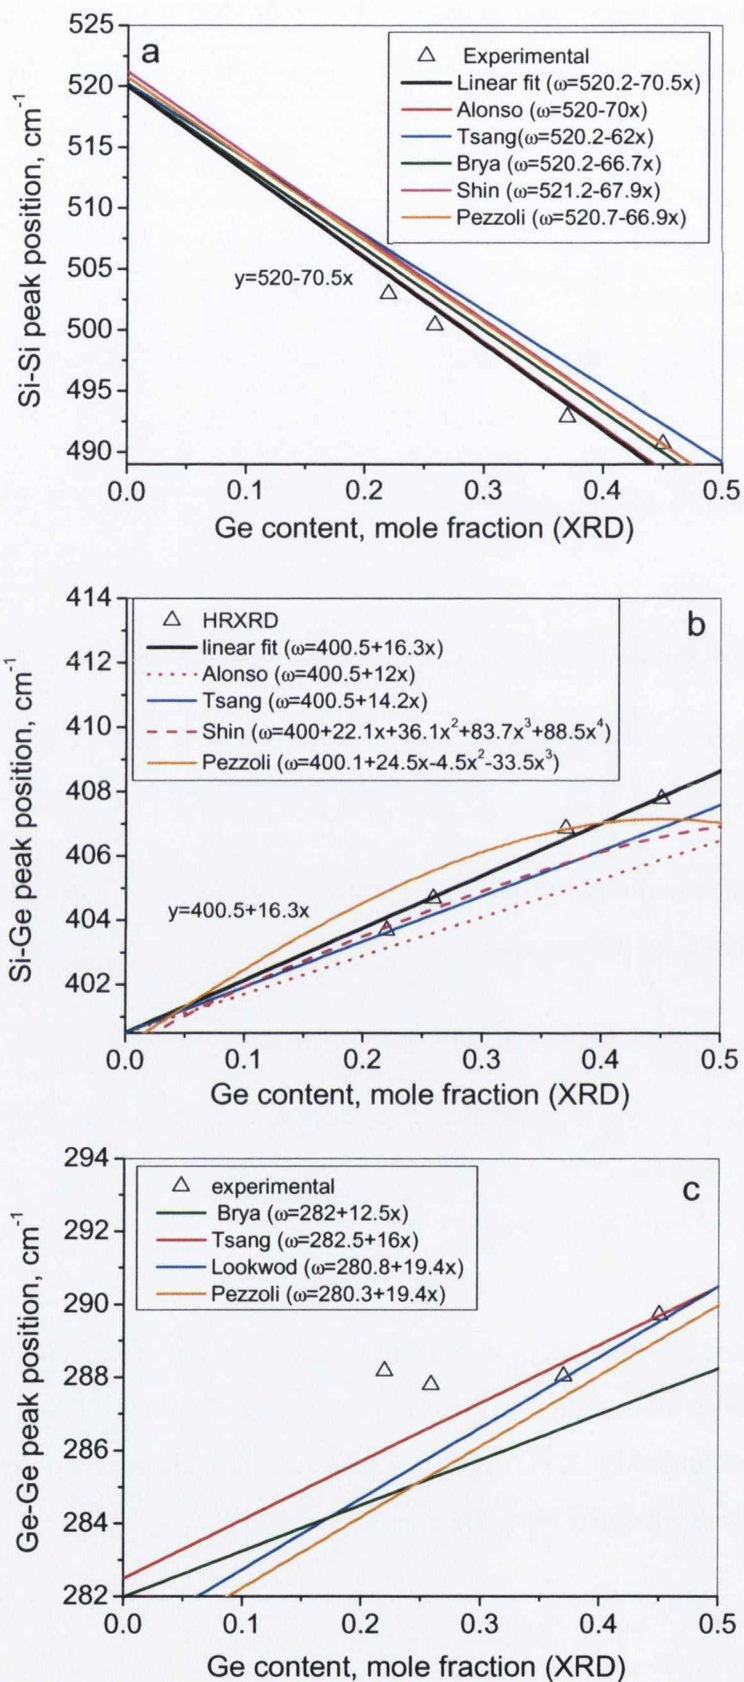 a
525
520
515
510
505
500
495
490
Si-Si peak position, cm⁻¹
Experimental
Linear fit (ω=520.2-70.5x)
Alonso (ω=520-70x)
Tsang(ω=520.2-62x)
Brya (ω=520.2-66.7x)
Shin (ω=521.2-67.9x)
Pezzoli (ω=520.7-66.9x)
y=520-70.5x
0.0 0.1 0.2 0.3 0.4 0.5
Ge content, mole fraction (XRD)
b
414
412
410
408
406
404
402
Si-Ge peak position, cm⁻¹
HRXRD
linear fit (ω=400.5+16.3x)
Alonso (ω=400.5+12x)
Tsang (ω=400.5+14.2x)
Shin (ω=400+22.1x+36.1x²+83.7x³+88.5x⁴)
Pezzoli (ω=400.1+24.5x-4.5x²-33.5x³)
y=400.5+16.3x
0.0 0.1 0.2 0.3 0.4 0.5
Ge content, mole fraction (XRD)
c
294
292
290
288
286
284
282
Ge-Ge peak position, cm⁻¹
experimental
Brya (ω=282+12.5x)
Tsang (ω=282.5+16x)
Lookwod (ω=280.8+19.4x)
Pezzoli (ω=280.3+19.4x)
0.0 0.1 0.2 0.3 0.4 0.5
Ge content, mole fraction (XRD)